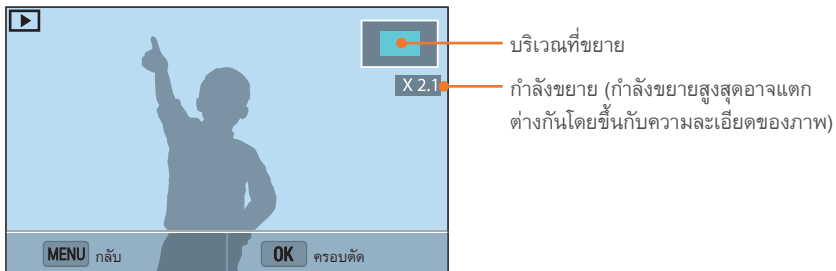 บริเวณที่ขยาย
X 2.1
กำลังขยาย (กำลังขยายสูงสุดอาจแตก
ต่างกันโดยขึ้นกับความละเอียดของภาพ)
MENU กลับ
OK ครอบตัด